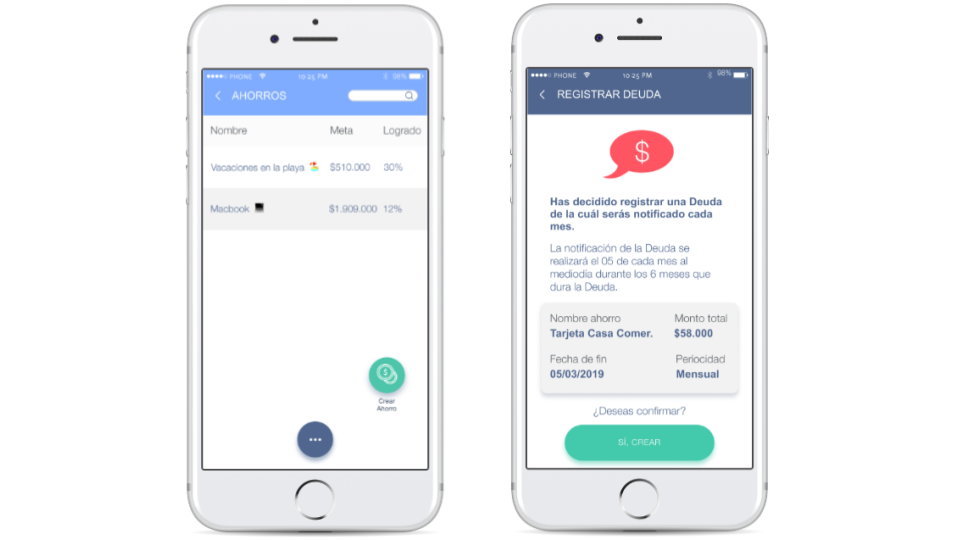 PHONE 10:25 PM 98%
AHORROS
Nombre Meta Logrado
Vacaciones en la playa $510.000 30%
Macbook $1.909.000 12%
Crear
Ahorro
PHONE 10:25 PM 98%
REGISTRAR DEUDA
$
Has decidido registrar una Deuda
de la cuál serás notificado cada
mes.
La notificación de la Deuda se
realizará el 05 de cada mes al
mediodía durante los 6 meses que
dura la Deuda.
Nombre ahorro Monto total
Tarjeta Casa Comer. $58.000
Fecha de fin Periocidad
05/03/2019 Mensual
¿Deseas confirmar?
SÍ, CREAR